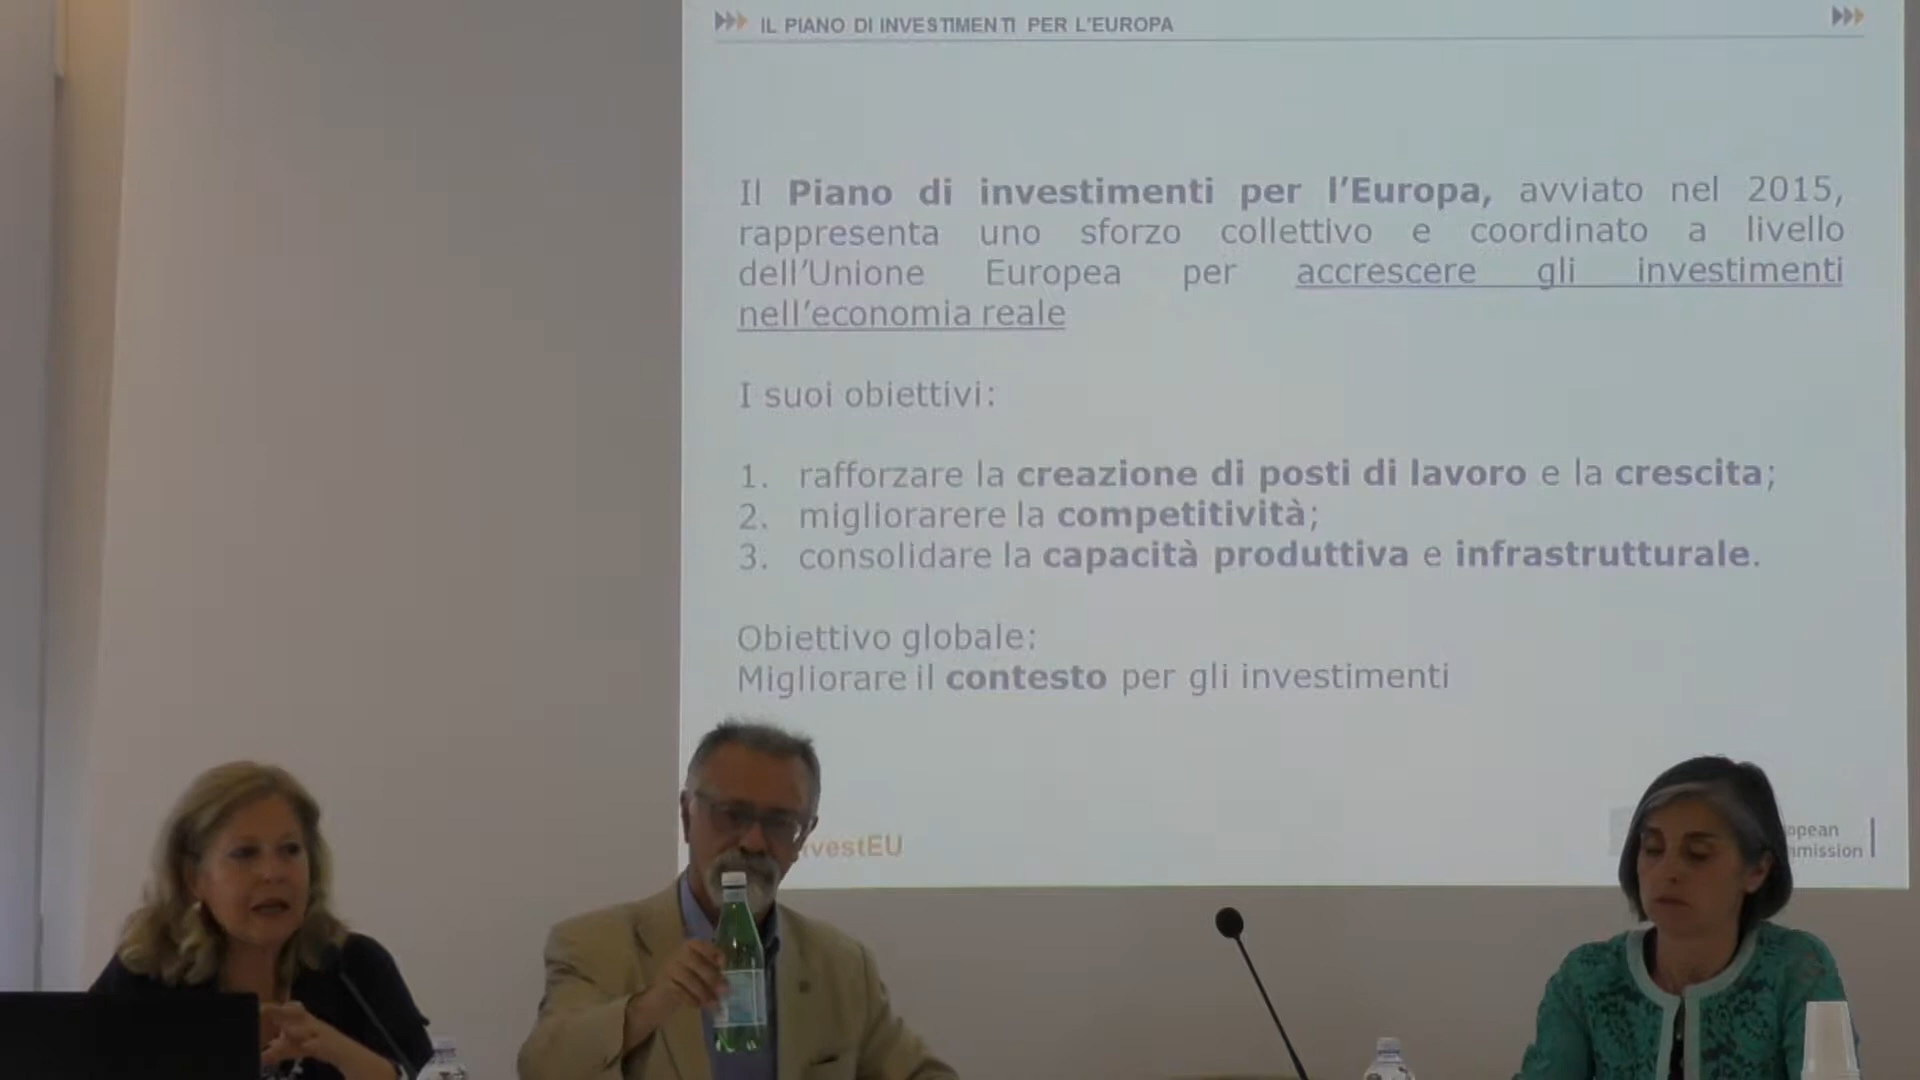 IL PIANO DI INVESTIMENTI PER L'EUROPA
Il Piano di investimenti per l'Europa, avviato nel 2015,
rappresenta uno sforzo collettivo e coordinato a livello
dell'Unione Europea per accrescere gli investimenti
nell'economia reale
I suoi obiettivi:
1. rafforzare la creazione di posti di lavoro e la crescita;
2. migliorarere la competitività;
3. consolidare la capacità produttiva e infrastrutturale.
Obiettivo globale:
Migliorare il contesto per gli investimenti
vestEU
opean
mmission